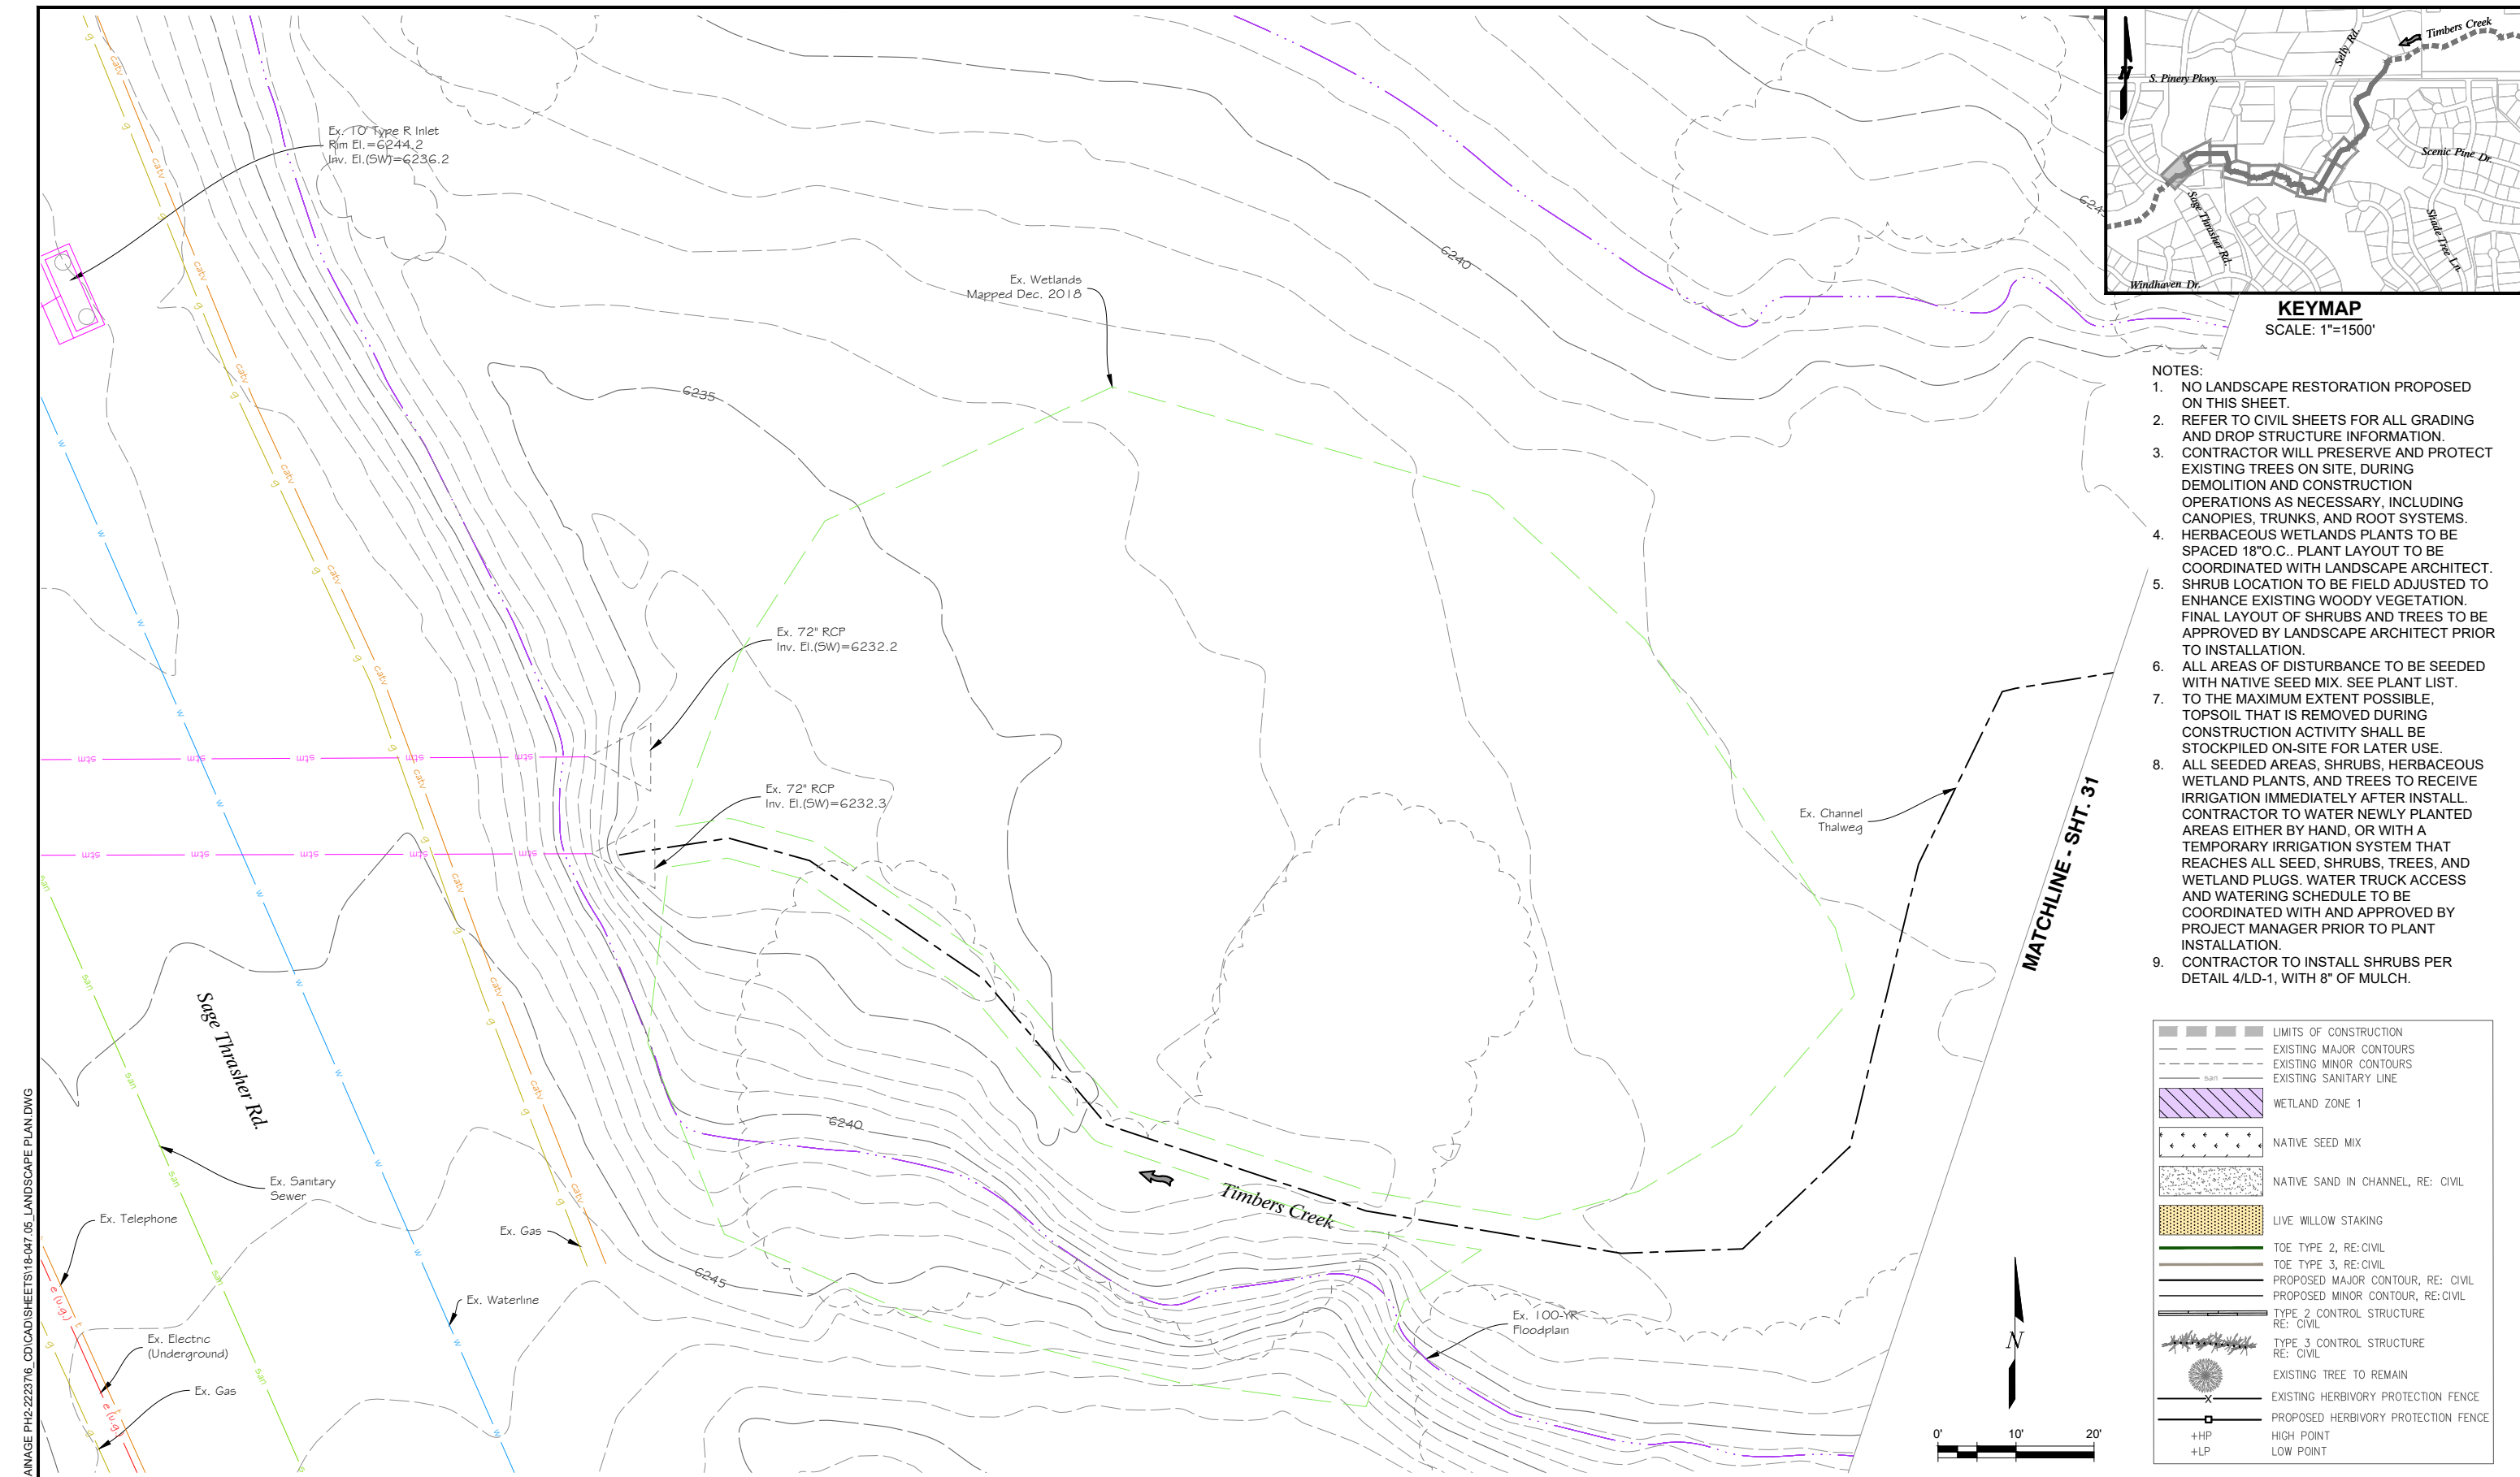 Ex. 10' Type R Inlet
Rim El.=6244.2
Inv. El.(SW)=6236.2
Ex. Wetlands
Mapped Dec. 2018
6240
6245
6235
Ex. 72" RCP
Inv. El.(SW)=6232.2
Ex. 72" RCP
Inv. El.(SW)=6232.3
Ex. Channel
Thalweg
MATCHLINE - SHT. 31
Sage Thrasher Rd.
6240
Timbers Creek
Ex. Sanitary
Sewer
Ex. Telephone
Ex. Gas
6245
Ex. Waterline
Ex. Electric
(Underground)
Ex. Gas
Ex. 100-YR
Floodplain
g
catv
w
stm
san
t
e (u.g.)
N
0' 10' 20'
AINAGE PH2-22237\6_CD\CAD\SHEETS\18-047.05_LANDSCAPE PLAN.DWG
N
Timbers Creek
Selly Rd.
S. Pinery Pkwy.
Scenic Pine Dr.
Sage Thrasher Rd.
Shade Tree Ln.
Windhaven Dr.
KEYMAP
SCALE: 1"=1500'
NOTES:
1. NO LANDSCAPE RESTORATION PROPOSED
ON THIS SHEET.
2. REFER TO CIVIL SHEETS FOR ALL GRADING
AND DROP STRUCTURE INFORMATION.
3. CONTRACTOR WILL PRESERVE AND PROTECT
EXISTING TREES ON SITE, DURING
DEMOLITION AND CONSTRUCTION
OPERATIONS AS NECESSARY, INCLUDING
CANOPIES, TRUNKS, AND ROOT SYSTEMS.
4. HERBACEOUS WETLANDS PLANTS TO BE
SPACED 18"O.C.. PLANT LAYOUT TO BE
COORDINATED WITH LANDSCAPE ARCHITECT.
5. SHRUB LOCATION TO BE FIELD ADJUSTED TO
ENHANCE EXISTING WOODY VEGETATION.
FINAL LAYOUT OF SHRUBS AND TREES TO BE
APPROVED BY LANDSCAPE ARCHITECT PRIOR
TO INSTALLATION.
6. ALL AREAS OF DISTURBANCE TO BE SEEDED
WITH NATIVE SEED MIX. SEE PLANT LIST.
7. TO THE MAXIMUM EXTENT POSSIBLE,
TOPSOIL THAT IS REMOVED DURING
CONSTRUCTION ACTIVITY SHALL BE
STOCKPILED ON-SITE FOR LATER USE.
8. ALL SEEDED AREAS, SHRUBS, HERBACEOUS
WETLAND PLANTS, AND TREES TO RECEIVE
IRRIGATION IMMEDIATELY AFTER INSTALL.
CONTRACTOR TO WATER NEWLY PLANTED
AREAS EITHER BY HAND, OR WITH A
TEMPORARY IRRIGATION SYSTEM THAT
REACHES ALL SEED, SHRUBS, TREES, AND
WETLAND PLUGS. WATER TRUCK ACCESS
AND WATERING SCHEDULE TO BE
COORDINATED WITH AND APPROVED BY
PROJECT MANAGER PRIOR TO PLANT
INSTALLATION.
9. CONTRACTOR TO INSTALL SHRUBS PER
DETAIL 4/LD-1, WITH 8" OF MULCH.
LIMITS OF CONSTRUCTION
EXISTING MAJOR CONTOURS
EXISTING MINOR CONTOURS
san EXISTING SANITARY LINE
WETLAND ZONE 1
NATIVE SEED MIX
NATIVE SAND IN CHANNEL, RE: CIVIL
LIVE WILLOW STAKING
TOE TYPE 2, RE:CIVIL
TOE TYPE 3, RE:CIVIL
PROPOSED MAJOR CONTOUR, RE: CIVIL
PROPOSED MINOR CONTOUR, RE:CIVIL
TYPE 2 CONTROL STRUCTURE
RE: CIVIL
TYPE 3 CONTROL STRUCTURE
RE: CIVIL
EXISTING TREE TO REMAIN
EXISTING HERBIVORY PROTECTION FENCE
PROPOSED HERBIVORY PROTECTION FENCE
+HP HIGH POINT
+LP LOW POINT